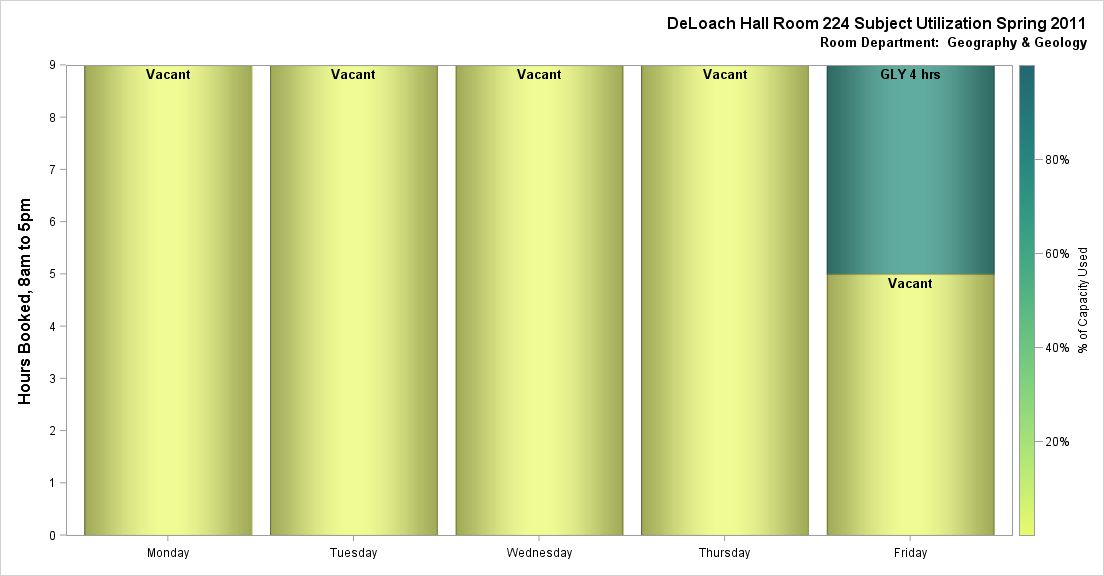 DeLoach Hall Room 224 Subject Utilization Spring 2011
Room Department:  Geography & Geology
Hours Booked, 8am to 5pm
9
8
7
6
5
4
3
2
1
0
Vacant
Vacant
Vacant
Vacant
GLY 4 hrs
Vacant
Monday
Tuesday
Wednesday
Thursday
Friday
80%
60%
40%
20%
% of Capacity Used